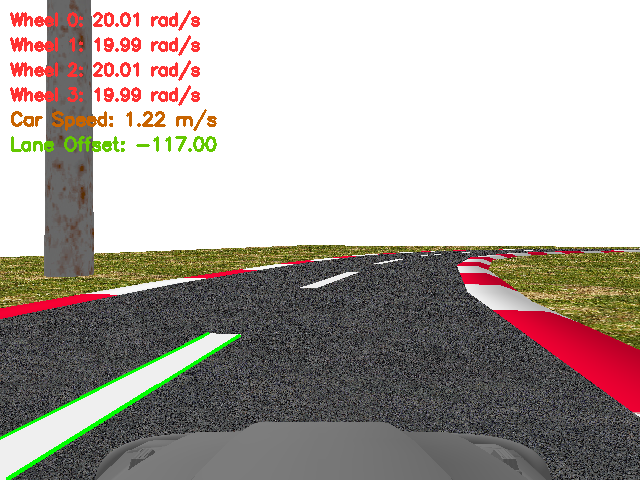 Wheel 0: 20.01 rad/s
Wheel 1: 19.99 rad/s
Wheel 2: 20.01 rad/s
Wheel 3: 19.99 rad/s
Car Speed: 1.22 m/s
Lane Offset: -117.00